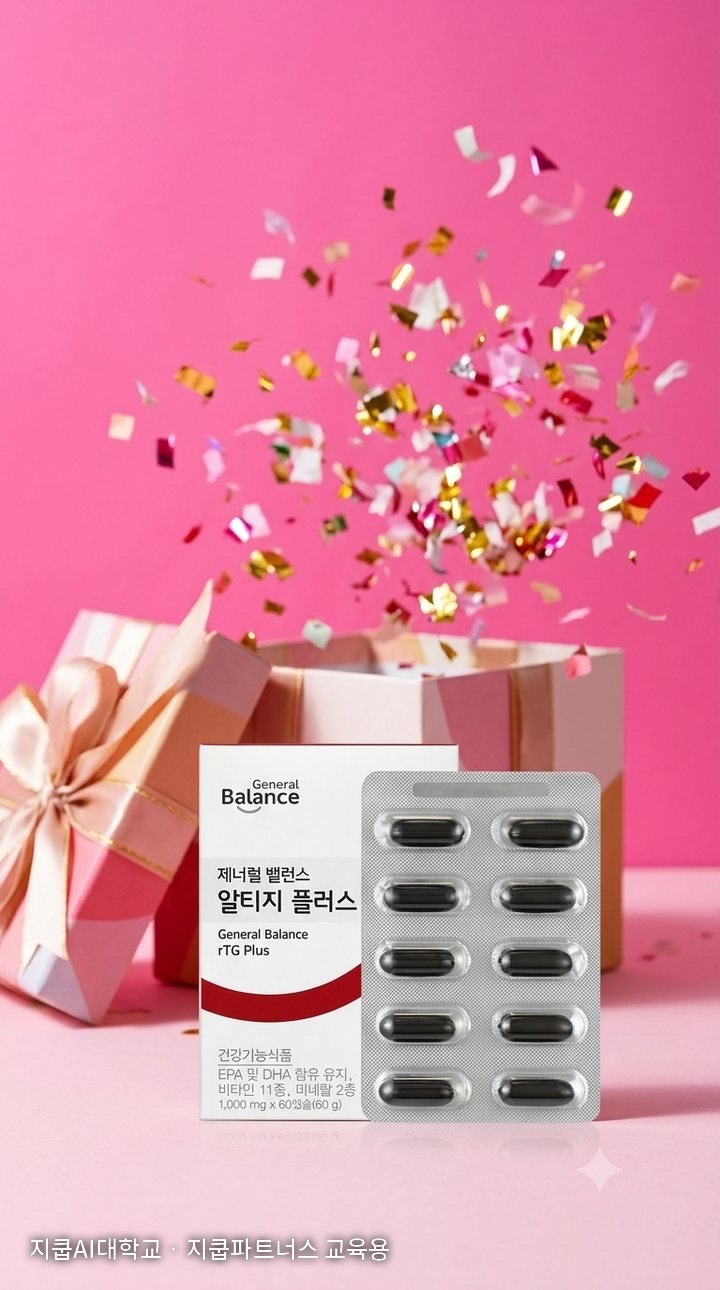 General
Balance
제너럴 밸런스
알티지 플러스
General Balance
rTG Plus
건강기능식품
EPA 및 DHA 함유 유지,
비타민 11종, 미네랄 2종
1,000 mg x 60캡슐(60 g)
지쿱AI대학교 · 지쿱파트너스 교육용